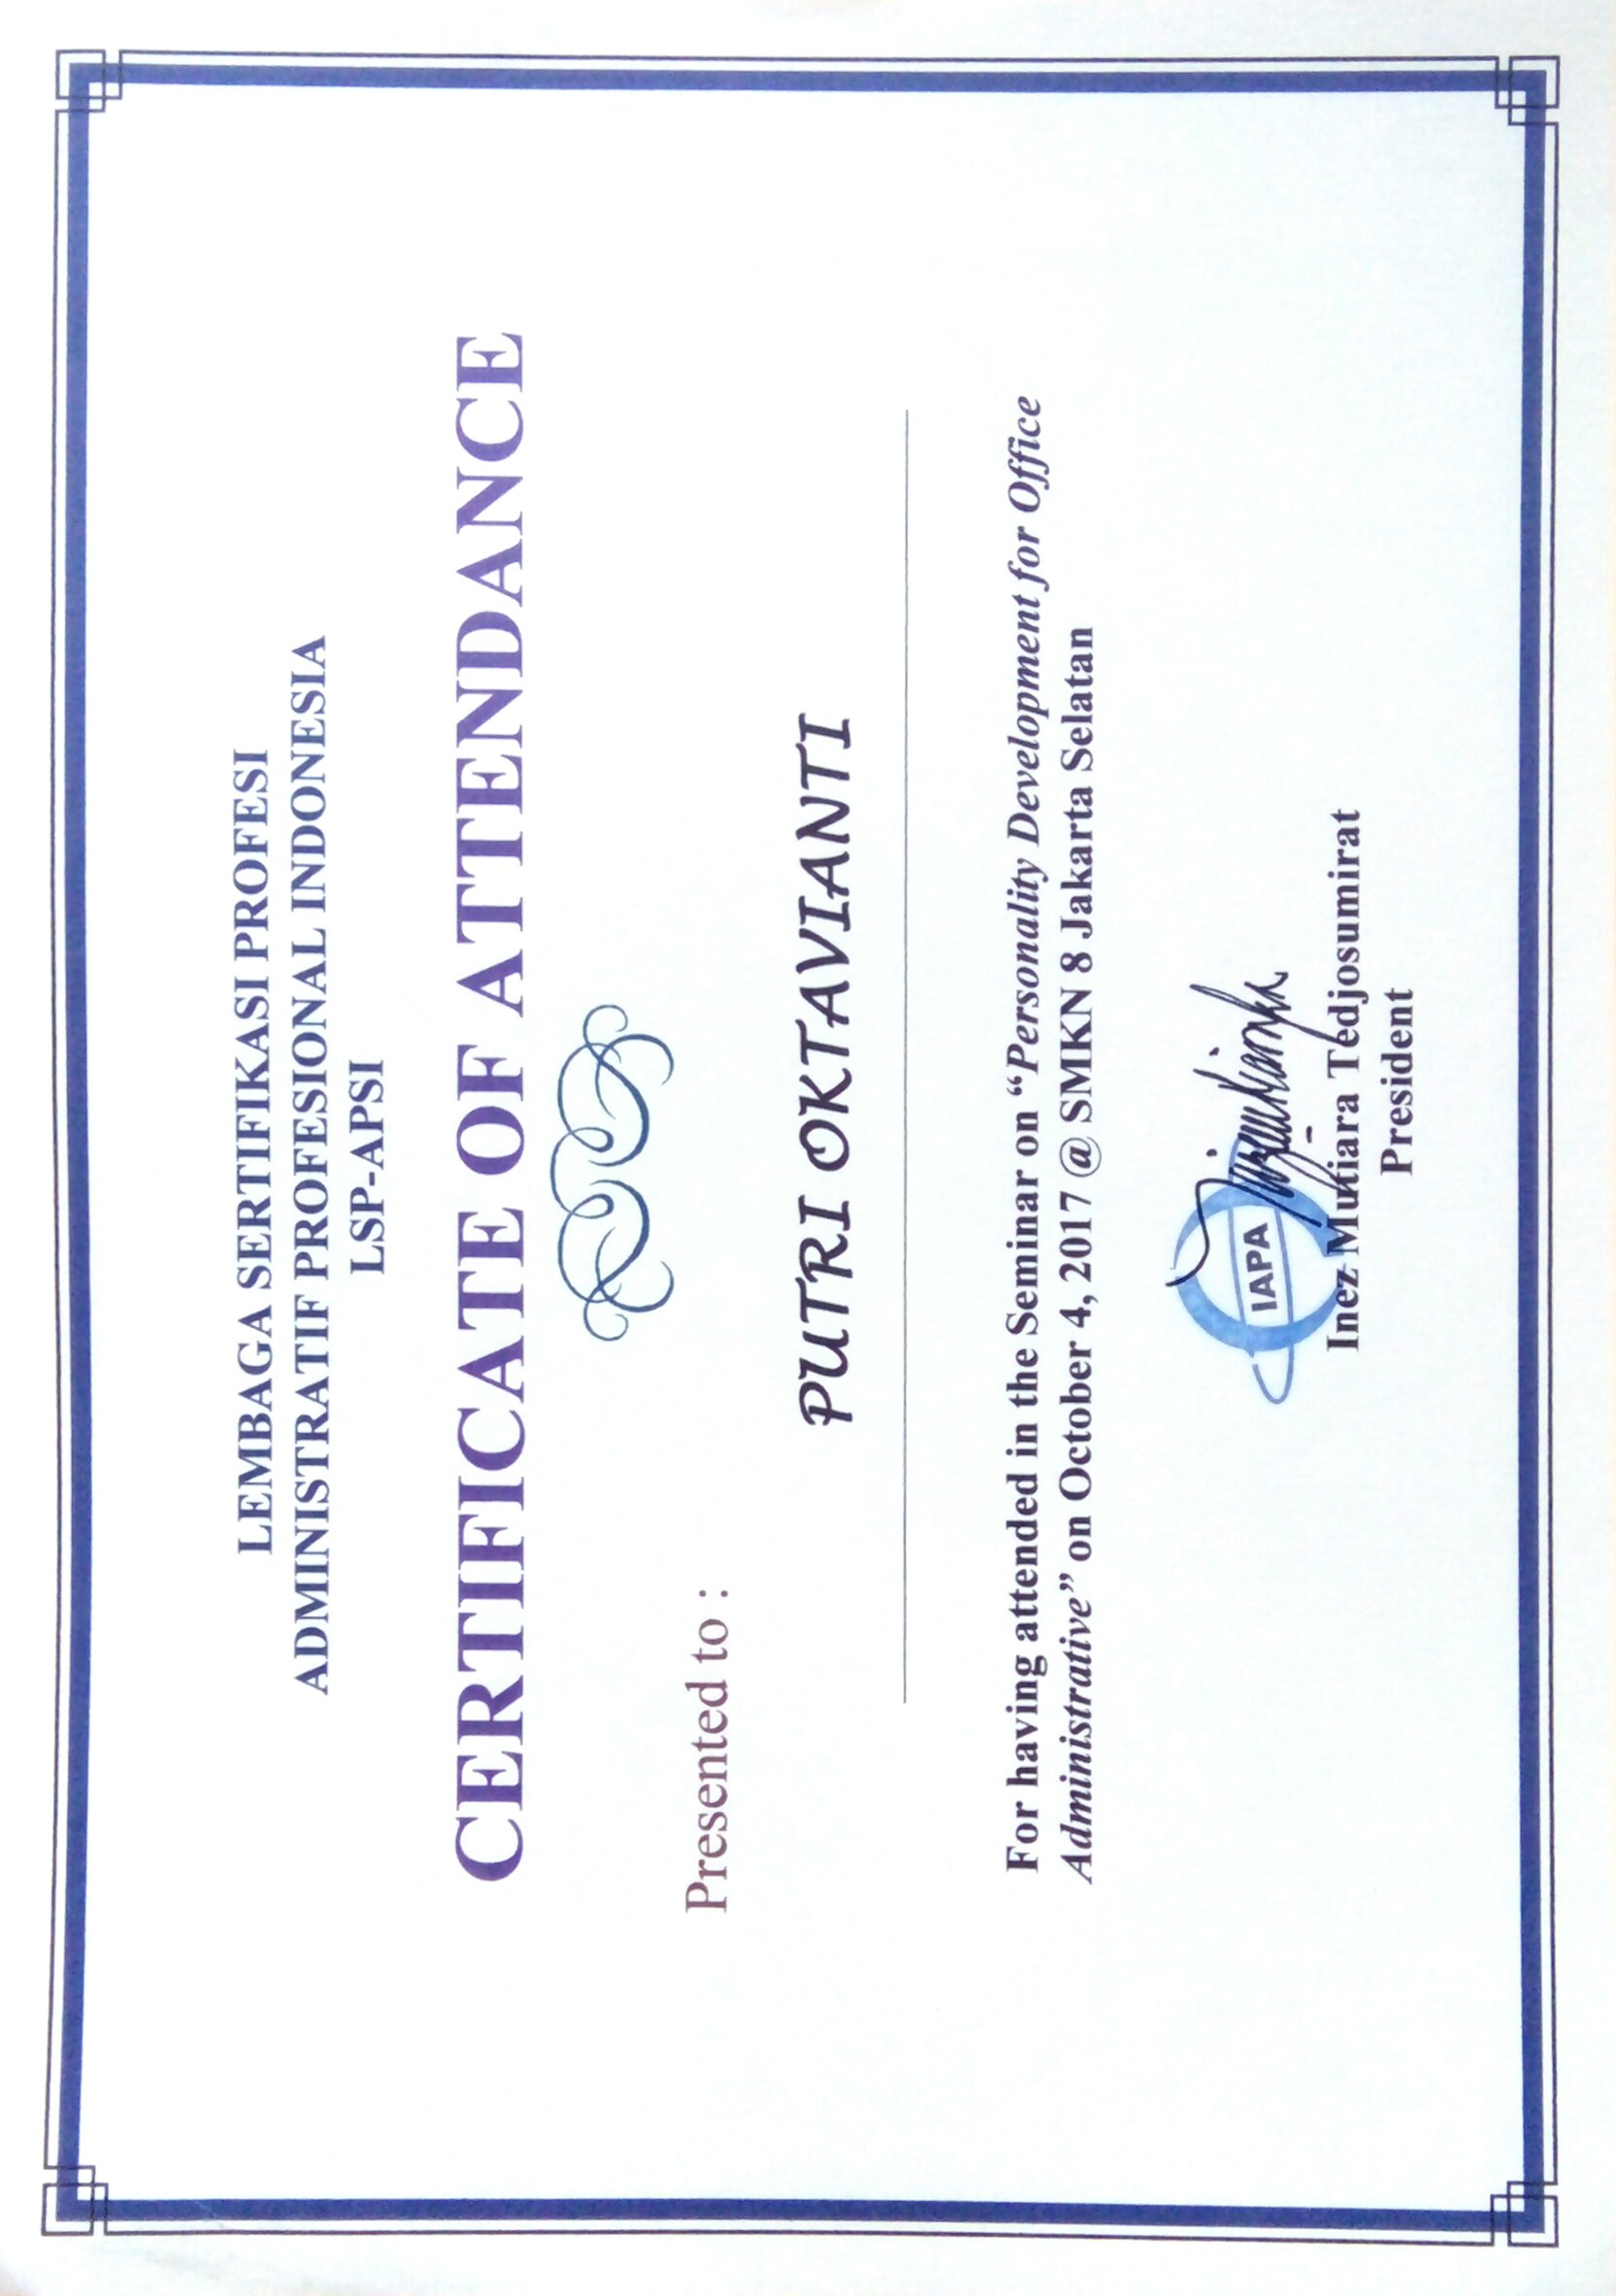 LEMBAGA SERTIFIKASI PROFESI
ADMINISTRATIF PROFESIONAL INDONESIA
LSP-APSI
CERTIFICATE OF ATTENDANCE
Presented to :
PUTRI OKTAVIANTI
For having attended in the Seminar on “Personality Development for Office
Administrative” on October 4, 2017 @ SMKN 8 Jakarta Selatan
IAPA
Inez Mutiara Tedjosumirat
President